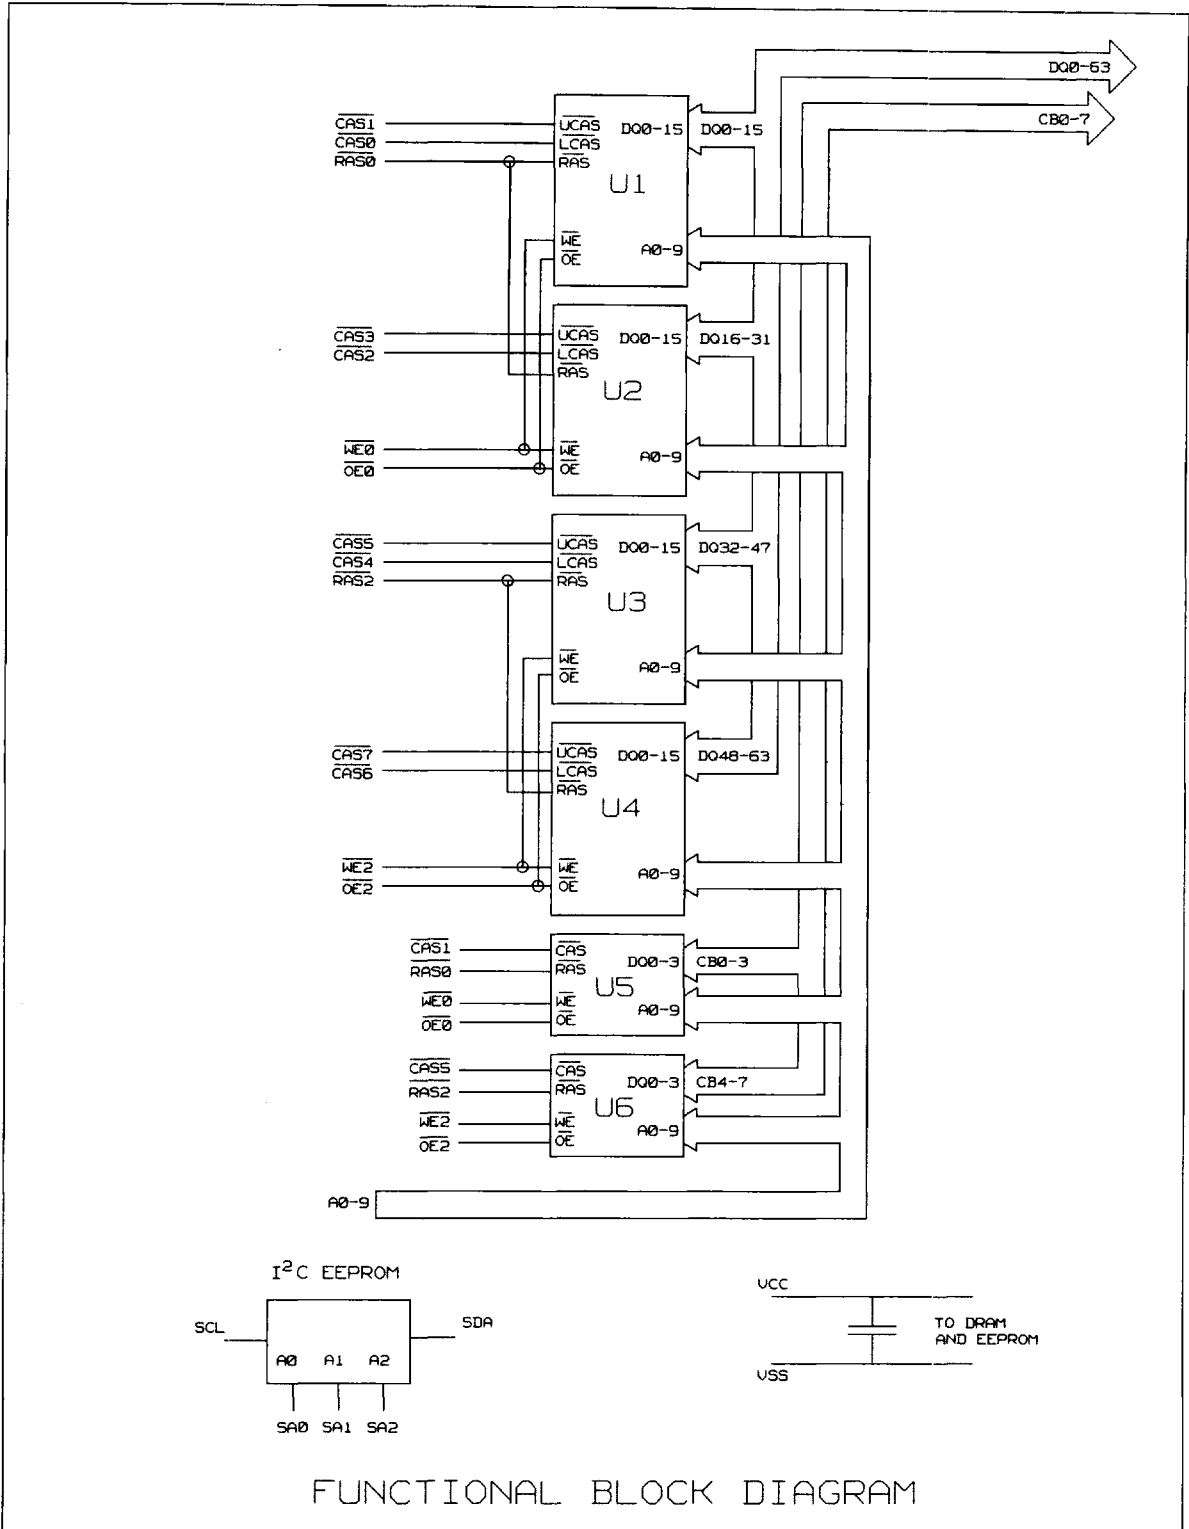 DQ0-63
CB0-7
CAS1
CAS0
RAS0
UCAS
LCAS
RAS
DQ0-15
DQ0-15
U1
WE
OE
A0-9
CAS3
CAS2
UCAS
LCAS
RAS
DQ0-15
DQ16-31
U2
WE0
OE0
WE
OE
A0-9
CAS5
CAS4
RAS2
UCAS
LCAS
RAS
DQ0-15
DQ32-47
U3
WE
OE
A0-9
CAS7
CAS6
UCAS
LCAS
RAS
DQ0-15
DQ48-63
U4
WE2
OE2
WE
OE
A0-9
CAS1
RAS0
WE0
OE0
CAS
RAS
WE
OE
U5
DQ0-3
CB0-3
A0-9
CAS5
RAS2
WE2
OE2
CAS
RAS
WE
OE
U6
DQ0-3
CB4-7
A0-9
A0-9
I²C EEPROM
SCL
SDA
A0 A1 A2
SA0 SA1 SA2
VCC
TO DRAM
AND EEPROM
VSS
FUNCTIONAL BLOCK DIAGRAM